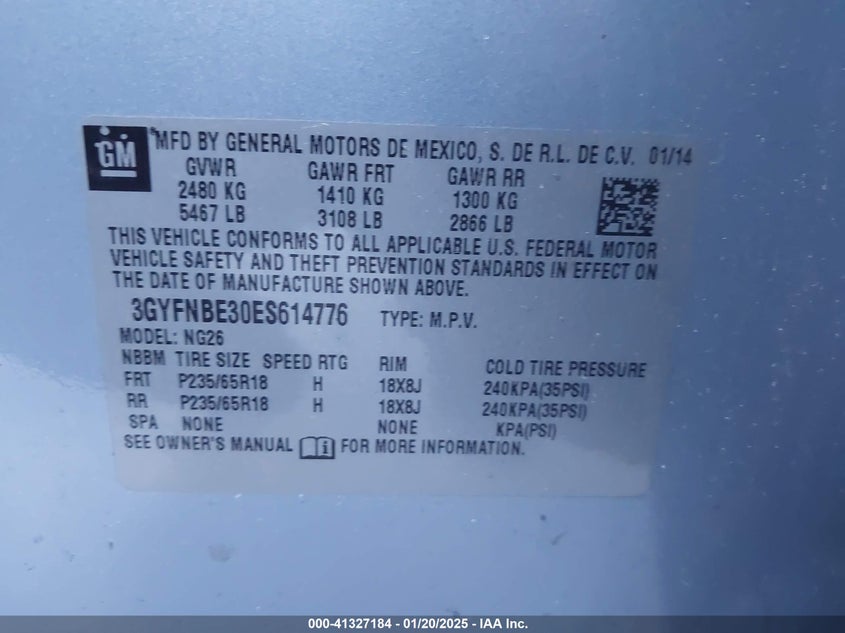 GM
*MFD BY GENERAL MOTORS DE MEXICO, S. DE R.L. DE C.V. 01/14
GVWR GAWR FRT GAWR RR
2480 KG 1410 KG 1300 KG
5467 LB 3108 LB 2866 LB
THIS VEHICLE CONFORMS TO ALL APPLICABLE U.S. FEDERAL MOTOR
VEHICLE SAFETY AND THEFT PREVENTION STANDARDS IN EFFECT ON
THE DATE OF MANUFACTURE SHOWN ABOVE.
3GYFNBE30ES614776 TYPE: M.P.V.
MODEL: NG26
NBBM TIRE SIZE SPEED RTG RIM COLD TIRE PRESSURE
FRT P235/65R18 H 18X8J 240KPA(35PSI)
RR P235/65R18 H 18X8J 240KPA(35PSI)
SPA NONE NONE KPA(PSI)
SEE OWNER'S MANUAL FOR MORE INFORMATION.
000-41327184 - 01/20/2025 - IAA Inc.